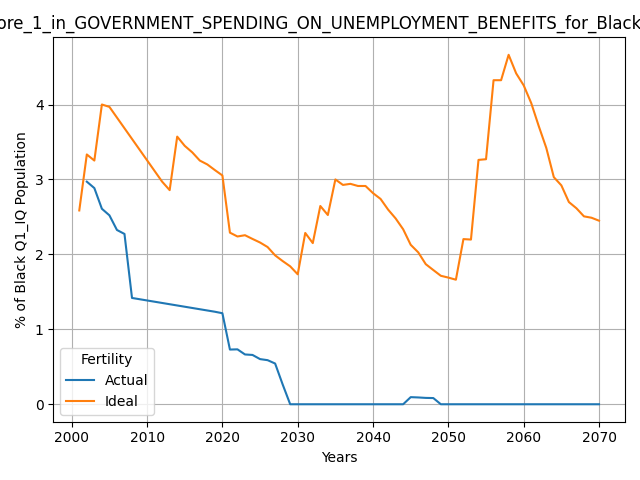 ore_1_in_GOVERNMENT_SPENDING_ON_UNEMPLOYMENT_BENEFITS_for_Black
% of Black Q1_IQ Population
4
3
2
1
0
Fertility
Actual
Ideal
2000 2010 2020 2030 2040 2050 2060 2070
Years